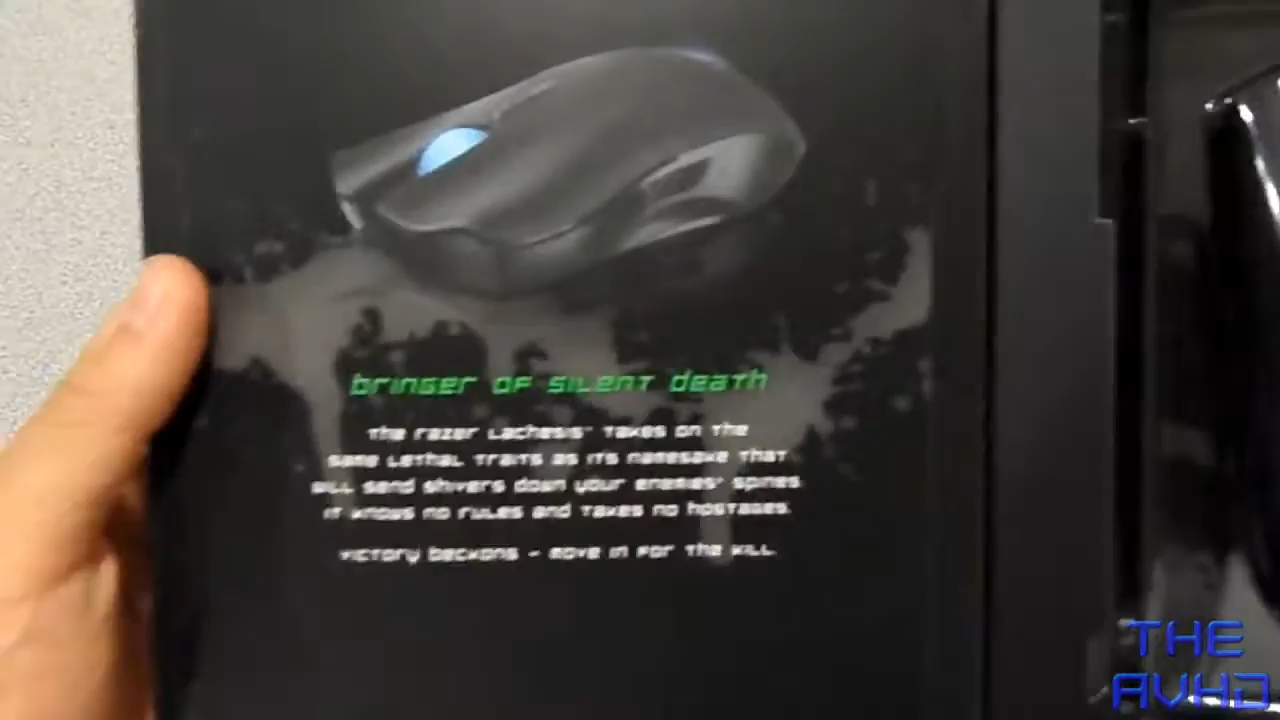 bringer of silent death
The Razer Lachesis™ takes on the
same lethal traits as its namesake that
will send shivers down your enemies' spines
It knows no rules and takes no hostages
Victory beckons - move in for the kill
THE
AVHD